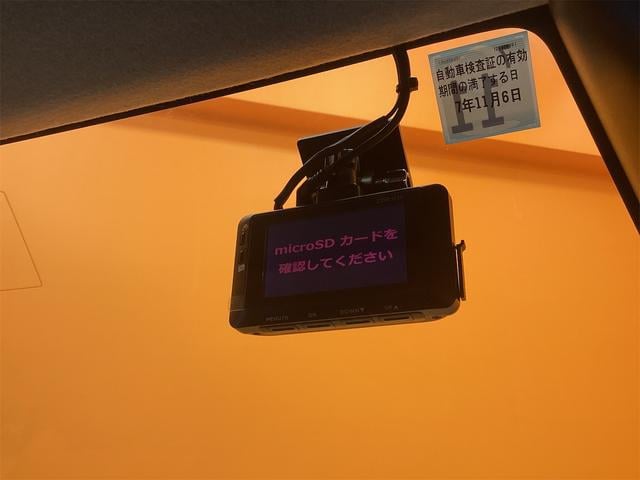 自動車検査証の有効
期間の満了する日
7年11月6日
11
microSD カードを
確認してください
MENU/
OK
DOWN▼
UP▲